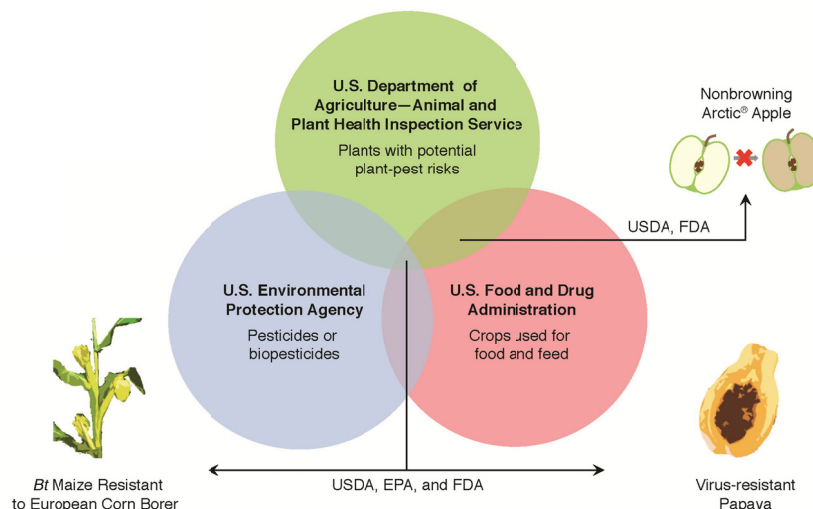 U.S. Department of
Agriculture—Animal and
Plant Health Inspection Service
Plants with potential
plant-pest risks
Nonbrowning
Arctic® Apple
USDA, FDA
U.S. Environmental
Protection Agency
Pesticides or
biopesticides
U.S. Food and Drug
Administration
Crops used for
food and feed
Bt Maize Resistant
to European Corn Borer
USDA, EPA, and FDA
Virus-resistant
Papaya